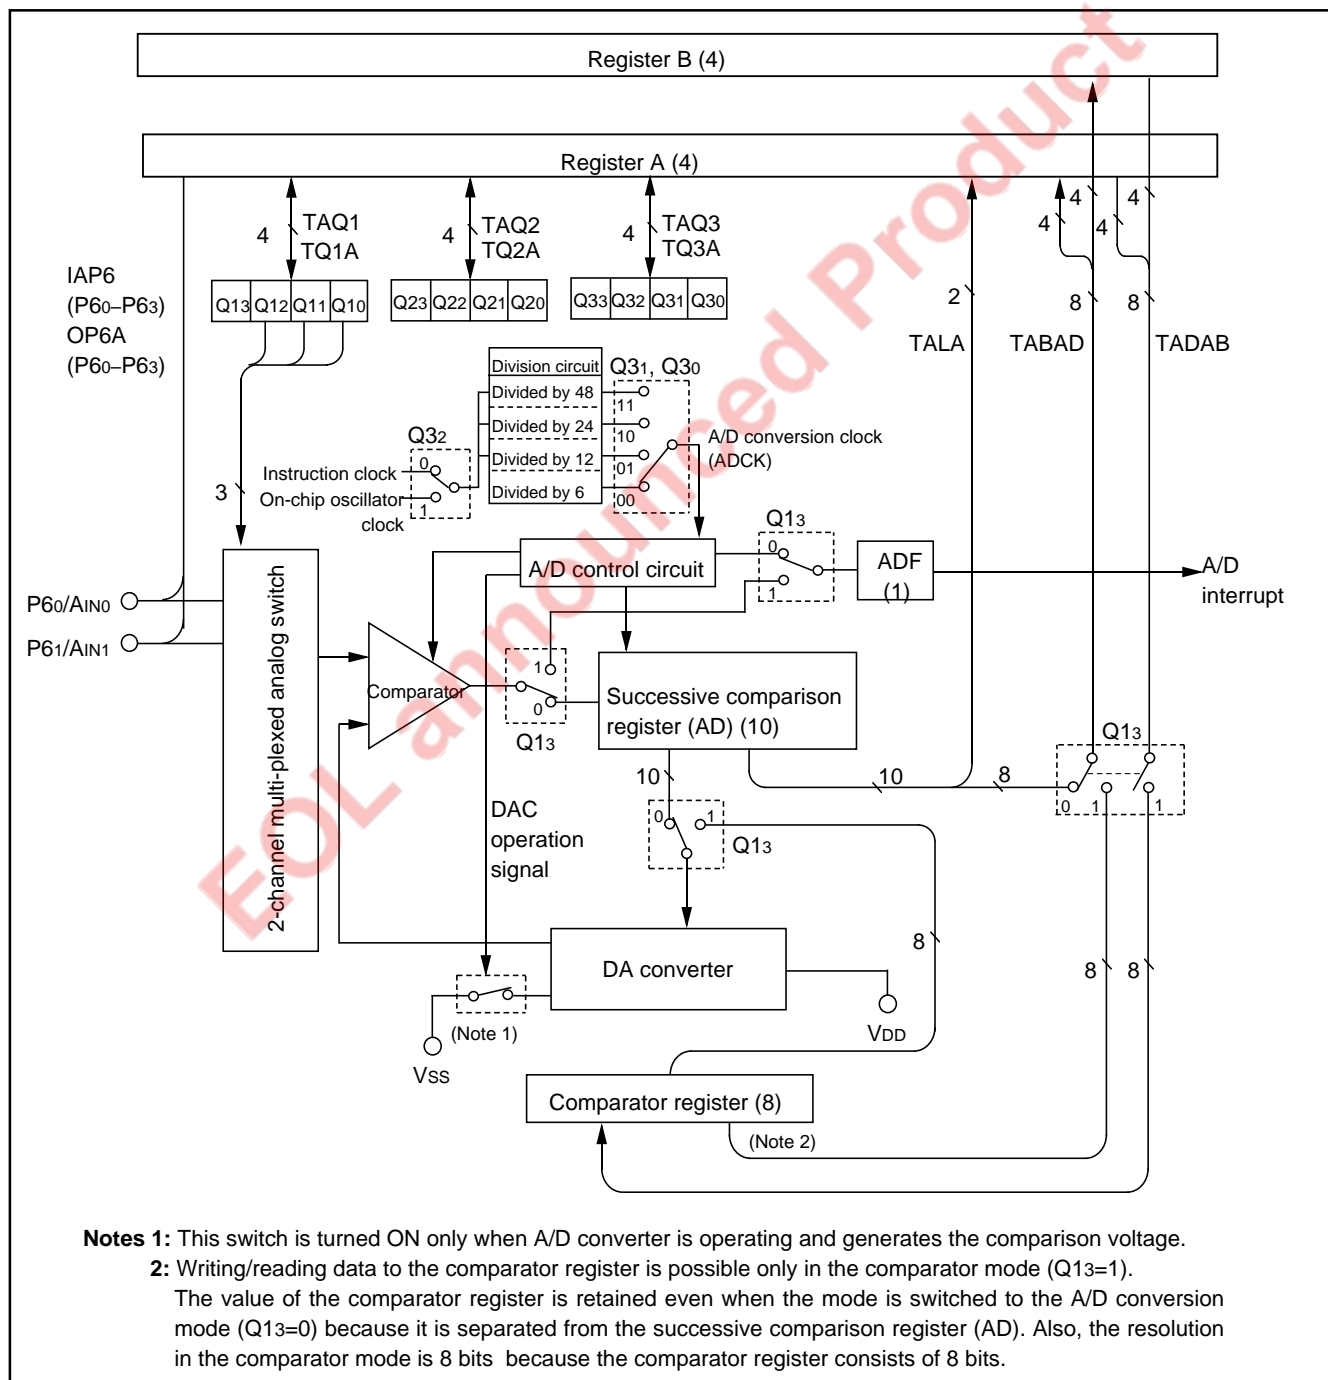 Register B (4)
Register A (4)
4
TAQ1
TQ1A
4
TAQ2
TQ2A
4
TAQ3
TQ3A
4
4
4
4
IAP6
(P60–P63)
OP6A
(P60–P63)
Q13 Q12 Q11 Q10
Q23 Q22 Q21 Q20
Q33 Q32 Q31 Q30
2
8
8
TALA
TABAD
TADAB
Division circuit
Divided by 48
Divided by 24
Divided by 12
Divided by 6
Q31, Q30
11
10
01
00
A/D conversion clock
(ADCK)
Q32
0
1
Instruction clock
On-chip oscillator
clock
3
Q13
0
1
A/D control circuit
ADF
(1)
A/D
interrupt
P60/AIN0
P61/AIN1
2-channel multi-plexed analog switch
Comparator
1
0
Q13
Successive comparison
register (AD) (10)
10
10
8
Q13
0
1
1
DAC
operation
signal
0
1
Q13
8
8
8
DA converter
(Note 1)
VSS
VDD
Comparator register (8)
(Note 2)
EOL announced Product
Notes 1: This switch is turned ON only when A/D converter is operating and generates the comparison voltage.
2: Writing/reading data to the comparator register is possible only in the comparator mode (Q13=1).
The value of the comparator register is retained even when the mode is switched to the A/D conversion
mode (Q13=0) because it is separated from the successive comparison register (AD). Also, the resolution
in the comparator mode is 8 bits because the comparator register consists of 8 bits.